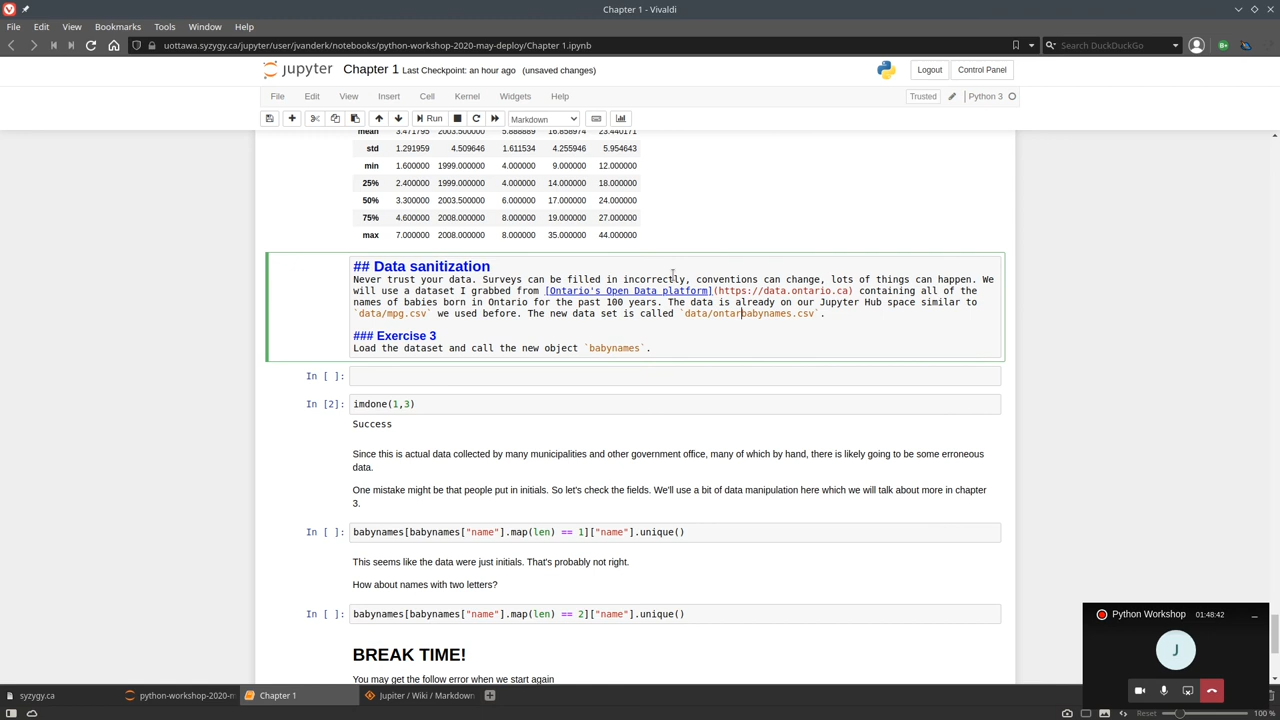 Chapter 1 - Vivaldi
File Edit View Bookmarks Tools Window Help
uottawa.syzygy.ca/jupyter/user/jvanderk/notebooks/python-workshop-2020-may-deploy/Chapter 1.ipynb
Search DuckDuckGo
jupyter Chapter 1 Last Checkpoint: an hour ago (unsaved changes)
Logout Control Panel
File Edit View Insert Cell Kernel Widgets Help
Trusted Python 3
Run Markdown
mean 3.471795 2003.500000 5.888889 16.858974 23.440171
std 1.291959 4.509646 1.611534 4.255946 5.954643
min 1.600000 1999.000000 4.000000 9.000000 12.000000
25% 2.400000 1999.000000 4.000000 14.000000 18.000000
50% 3.300000 2003.500000 6.000000 17.000000 24.000000
75% 4.600000 2008.000000 8.000000 19.000000 27.000000
max 7.000000 2008.000000 8.000000 35.000000 44.000000
## Data sanitization
Never trust your data. Surveys can be filled in incorrectly, conventions can change, lots of things can happen. We
will use a dataset I grabbed from [Ontario's Open Data platform](https://data.ontario.ca) containing all of the
names of babies born in Ontario for the past 100 years. The data is already on our Jupyter Hub space similar to
`data/mpg.csv` we used before. The new data set is called `data/ontarbabynames.csv`.
### Exercise 3
Load the dataset and call the new object `babynames`.
In [ ]:
In [2]: imdone(1,3)
Success
Since this is actual data collected by many municipalities and other government office, many of which by hand, there is likely going to be some erroneous
data.
One mistake might be that people put in initials. So let's check the fields. We'll use a bit of data manipulation here which we will talk about more in chapter
3.
In [ ]: babynames[babynames["name"].map(len) == 1]["name"].unique()
This seems like the data were just initials. That's probably not right.
How about names with two letters?
In [ ]: babynames[babynames["name"].map(len) == 2]["name"].unique()
BREAK TIME!
You may get the follow error when we start again
Python Workshop 01:48:42
J
syzygy.ca
python-workshop-2020-m
Chapter 1
Jupiter / Wiki / Markdown
Reset 100 %